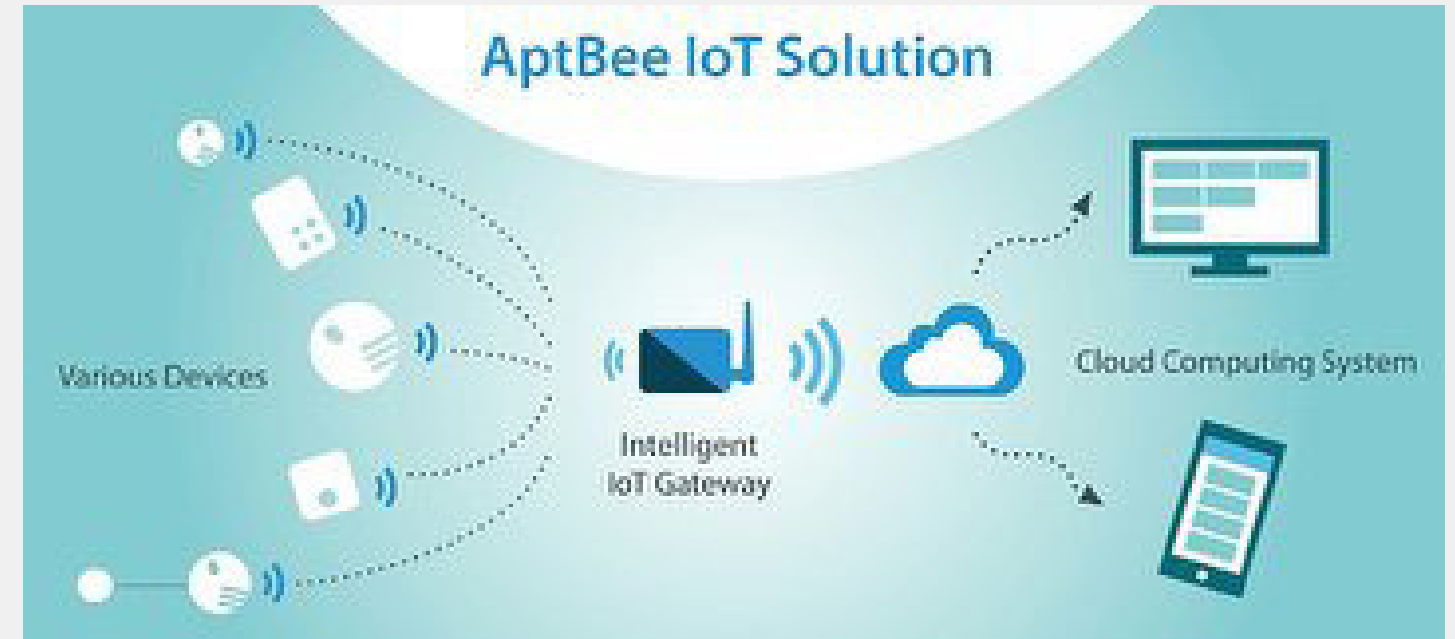 AptBee IoT Solution
Various Devices
Intelligent
IoT Gateway
Cloud Computing System